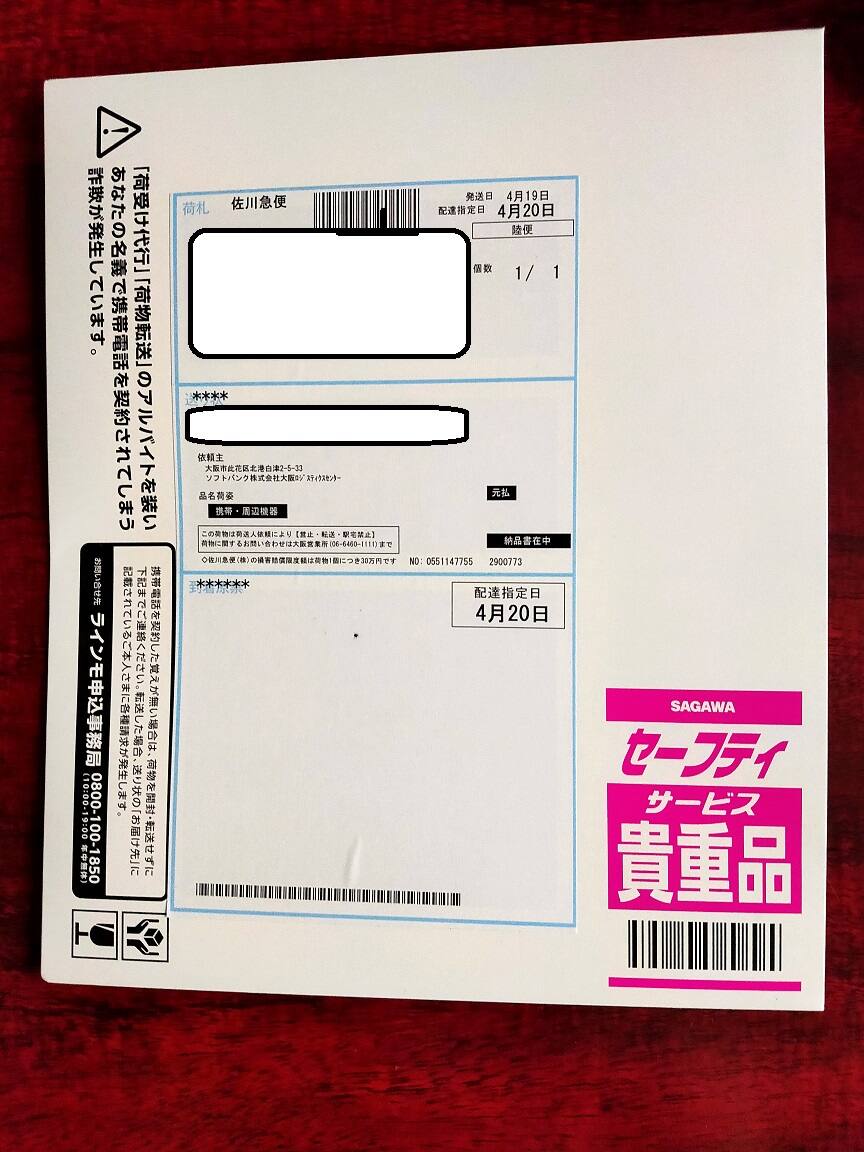 「荷受け代行」「荷物転送」のアルバイトを装い
あなたの名義で携帯電話を契約されてしまう
詐欺が発生しています。
携帯電話を契約した覚えが無い場合は、荷物を開封・転送せずに
下記までご連絡ください。転送した場合、送り状の「お届け先」に
記載されているご本人さまに各種請求が発生します。
お問い合せ先 ラインモ申込事務局 0800-100-1850
(10:00-19:00 年中無休)
荷札 佐川急便
発送日 4月19日
配達指定日 4月20日
陸便
個数 1/ 1
****
依頼主
大阪市此花区北港白津2-5-33
ソフトバンク株式会社大阪ﾛｼﾞｽﾃｨｸｽｾﾝﾀｰ
元払
品名荷姿
携帯・周辺機器
この荷物は荷送人依頼により【営止・転送・駅宅禁止】
荷物に関するお問い合わせは大阪営業所(06-6460-1111)まで
納品書在中
◇佐川急便(株)の損害賠償限度額は荷物1個につき30万円です NO: 0551147755 2900773
******
配達指定日
4月20日
SAGAWA
セーフティ
サービス
貴重品